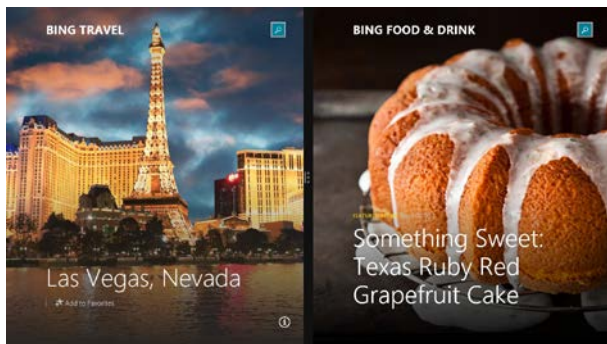 BING TRAVEL
Las Vegas, Nevada
Add to Favorites
BING FOOD & DRINK
Something Sweet:
Texas Ruby Red
Grapefruit Cake